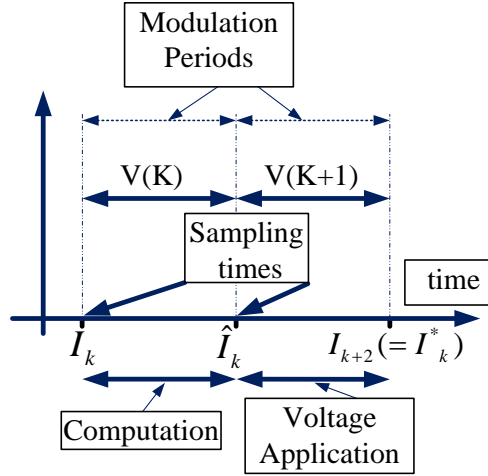 Modulation
Periods
V(K)
V(K+1)
Sampling
times
time
I_k
Î_k
I_{k+2}(= I^*_k)
Computation
Voltage
Application